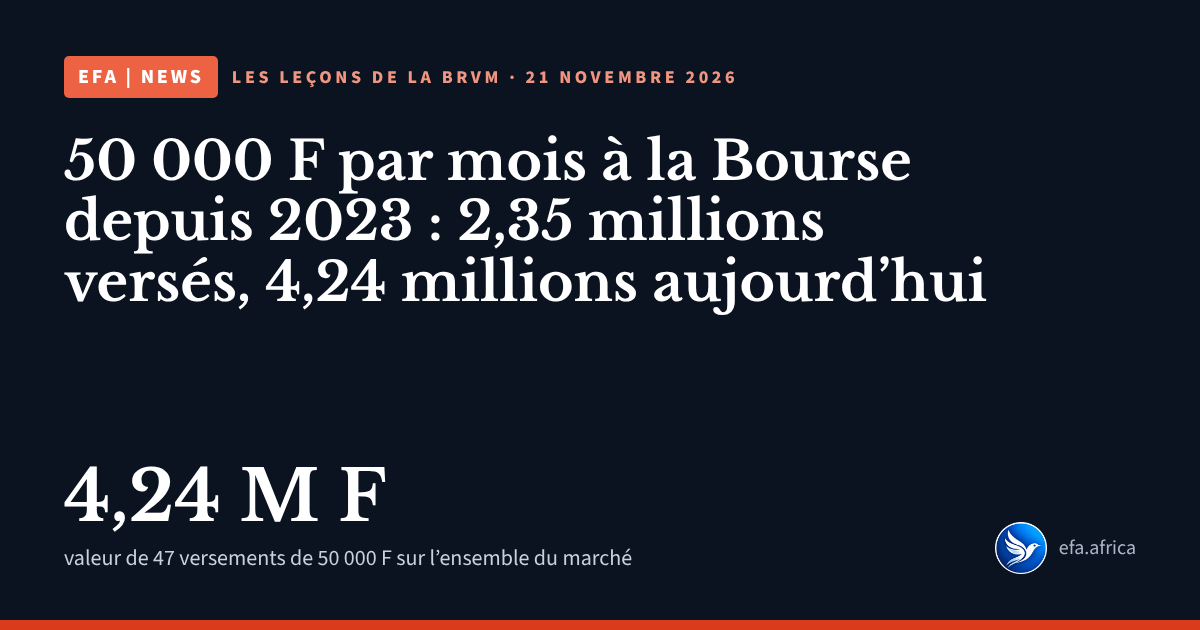 EFA | NEWS LES LEÇONS DE LA BRVM · 21 NOVEMBRE 2026
50 000 F par mois à la Bourse
depuis 2023 : 2,35 millions
versés, 4,24 millions aujourd’hui
4,24 M F
valeur de 47 versements de 50 000 F sur l’ensemble du marché
efa.africa